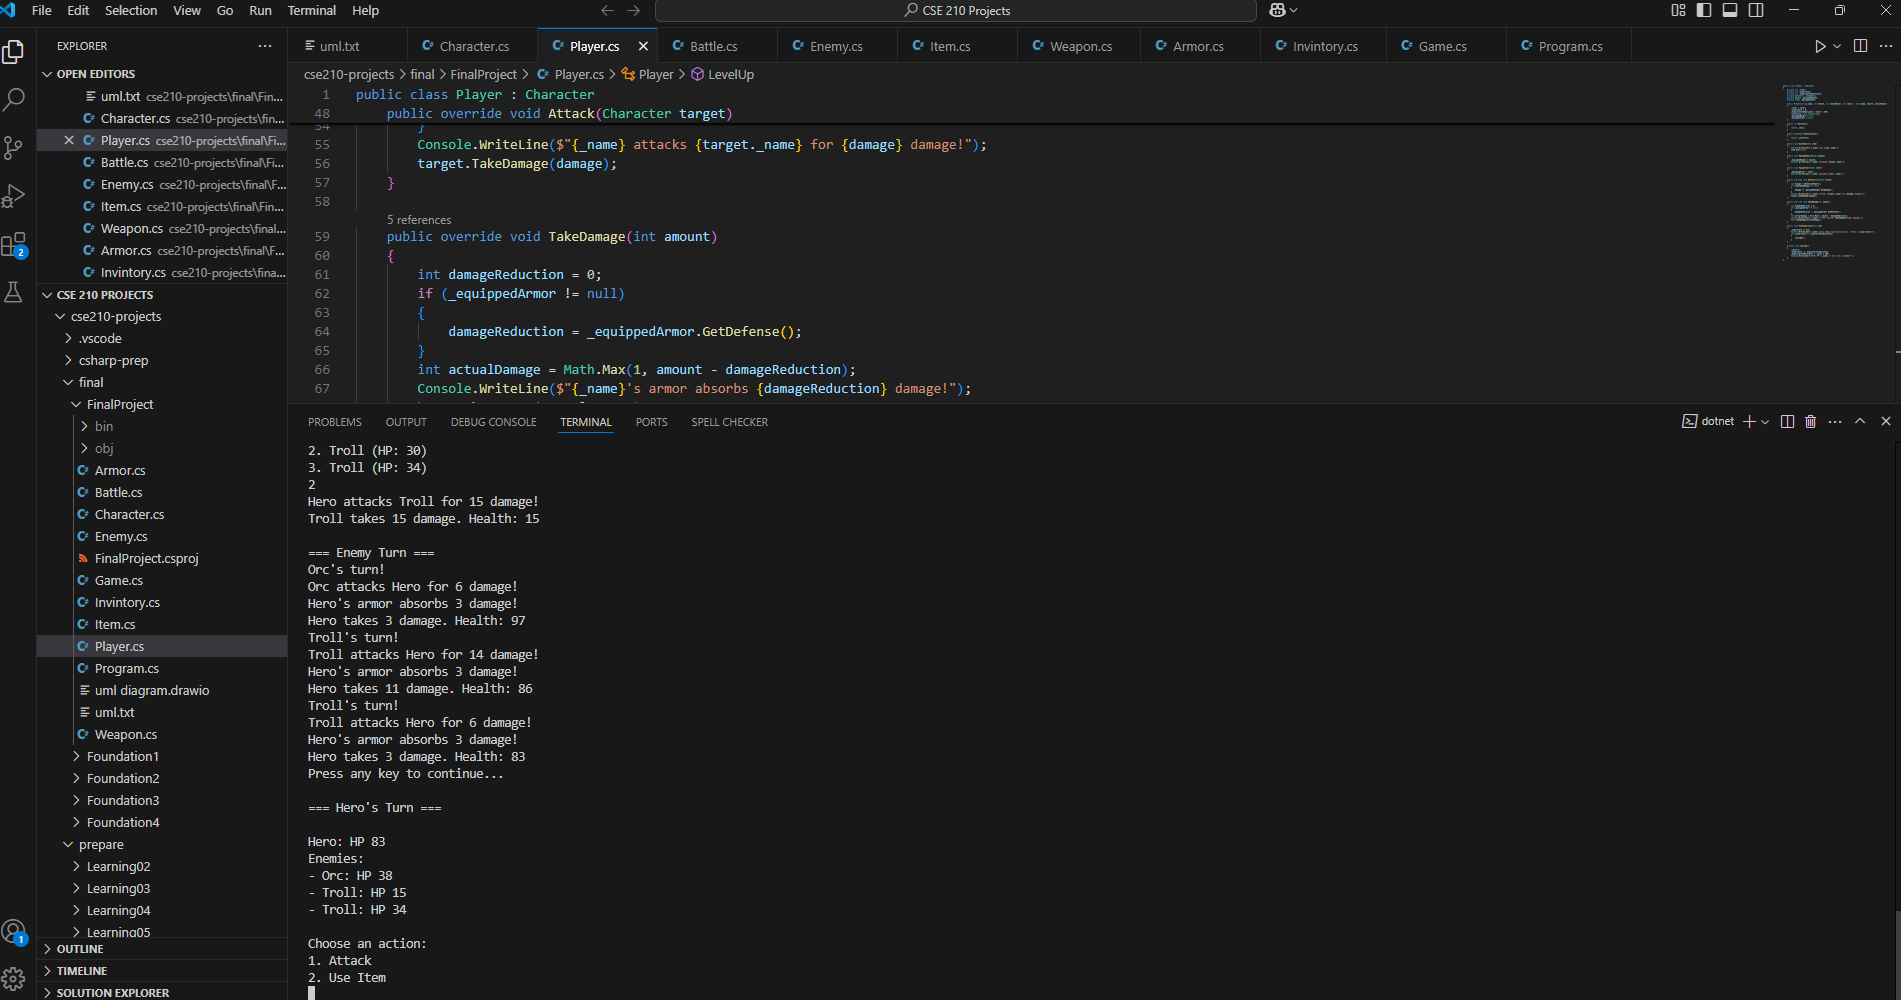 File Edit Selection View Go Run Terminal Help
CSE 210 Projects
EXPLORER
OPEN EDITORS
uml.txt cse210-projects\final\Fin...
Character.cs cse210-projects\final\Fi...
Player.cs cse210-projects\final\Fi...
Battle.cs cse210-projects\final\Fi...
Enemy.cs cse210-projects\final\Fi...
Item.cs cse210-projects\final\Fin...
Weapon.cs cse210-projects\final\...
Armor.cs cse210-projects\final\Fi...
Invintory.cs cse210-projects\fina...
CSE 210 PROJECTS
cse210-projects
.vscode
csharp-prep
final
FinalProject
bin
obj
Armor.cs
Battle.cs
Character.cs
Enemy.cs
FinalProject.csproj
Game.cs
Invintory.cs
Item.cs
Player.cs
Program.cs
uml diagram.drawio
uml.txt
Weapon.cs
Foundation1
Foundation2
Foundation3
Foundation4
prepare
Learning02
Learning03
Learning04
Learning05
OUTLINE
TIMELINE
SOLUTION EXPLORER
2
1
uml.txt Character.cs Player.cs Battle.cs Enemy.cs Item.cs Weapon.cs Armor.cs Invintory.cs Game.cs Program.cs
cse210-projects > final > FinalProject > Player.cs > Player > LevelUp
1 public class Player : Character
48 public override void Attack(Character target)
54 }
55 Console.WriteLine($"{_name} attacks {target._name} for {damage} damage!");
56 target.TakeDamage(damage);
57 }
58
5 references
59 public override void TakeDamage(int amount)
60 {
61 int damageReduction = 0;
62 if (_equippedArmor != null)
63 {
64 damageReduction = _equippedArmor.GetDefense();
65 }
66 int actualDamage = Math.Max(1, amount - damageReduction);
67 Console.WriteLine($"{_name}'s armor absorbs {damageReduction} damage!");
PROBLEMS OUTPUT DEBUG CONSOLE TERMINAL PORTS SPELL CHECKER
dotnet
2. Troll (HP: 30)
3. Troll (HP: 34)
2
Hero attacks Troll for 15 damage!
Troll takes 15 damage. Health: 15
=== Enemy Turn ===
Orc's turn!
Orc attacks Hero for 6 damage!
Hero's armor absorbs 3 damage!
Hero takes 3 damage. Health: 97
Troll's turn!
Troll attacks Hero for 14 damage!
Hero's armor absorbs 3 damage!
Hero takes 11 damage. Health: 86
Troll's turn!
Troll attacks Hero for 6 damage!
Hero's armor absorbs 3 damage!
Hero takes 3 damage. Health: 83
Press any key to continue...
=== Hero's Turn ===
Hero: HP 83
Enemies:
- Orc: HP 38
- Troll: HP 15
- Troll: HP 34
Choose an action:
1. Attack
2. Use Item